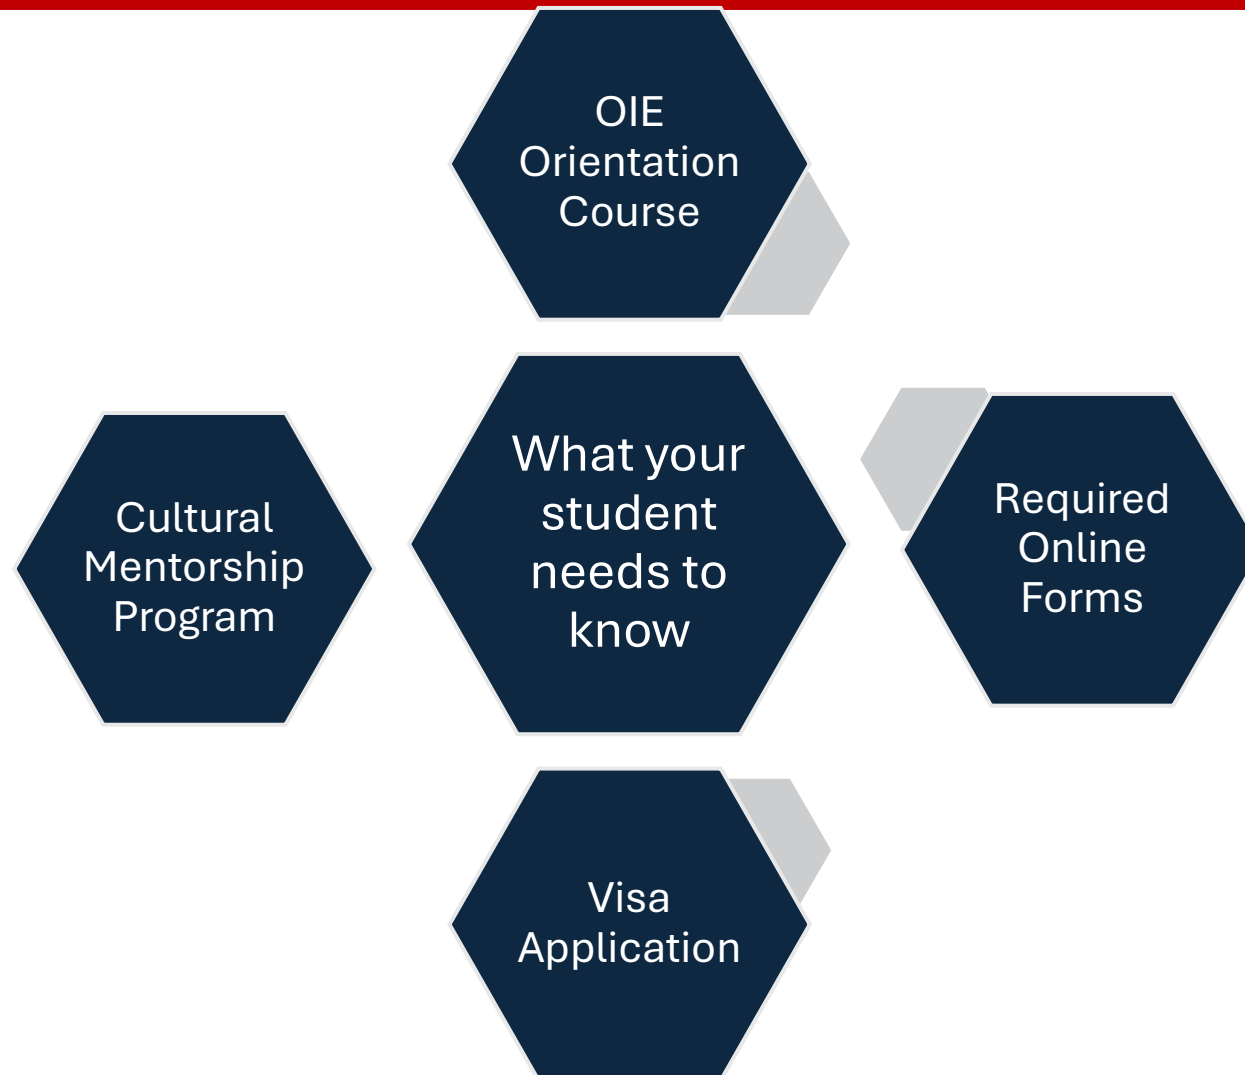 OIE
Orientation
Course
What your
student
needs to
know
Cultural
Mentorship
Program
Required
Online
Forms
Visa
Application